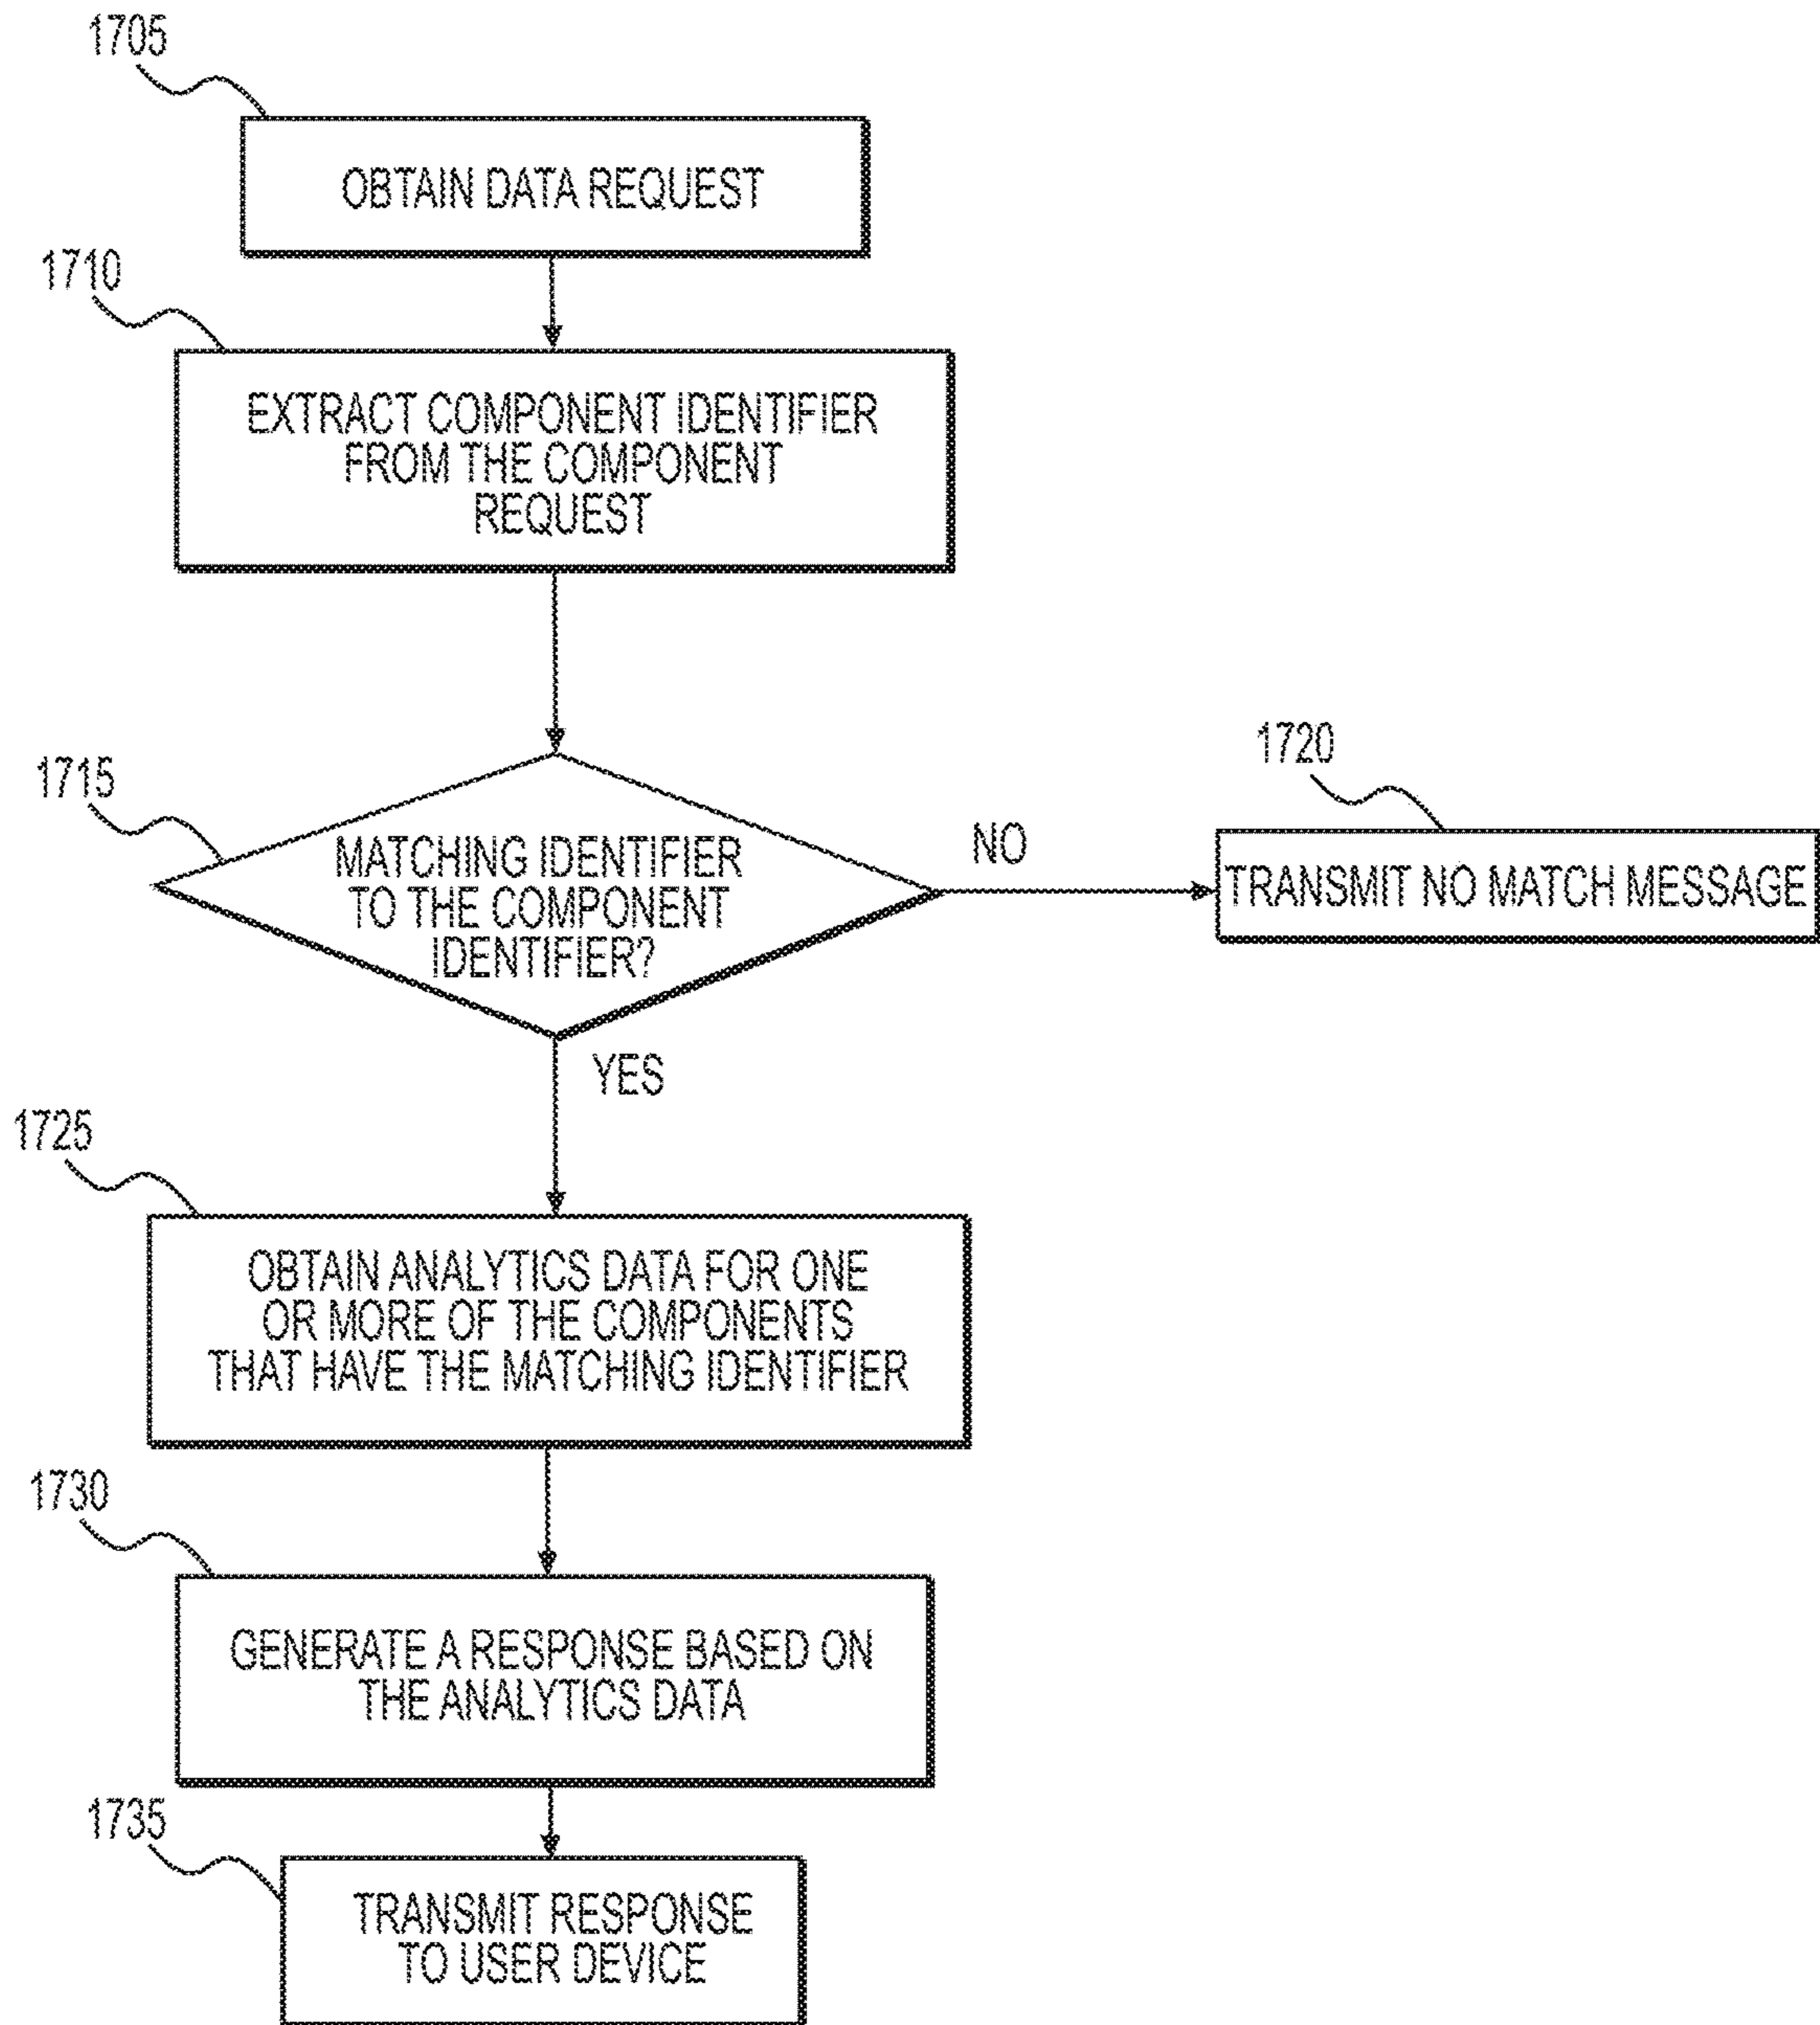 1705
OBTAIN DATA REQUEST
1710
EXTRACT COMPONENT IDENTIFIER
FROM THE COMPONENT
REQUEST
1715
MATCHING IDENTIFIER
TO THE COMPONENT
IDENTIFIER?
NO
1720
TRANSMIT NO MATCH MESSAGE
YES
1725
OBTAIN ANALYTICS DATA FOR ONE
OR MORE OF THE COMPONENTS
THAT HAVE THE MATCHING IDENTIFIER
1730
GENERATE A RESPONSE BASED ON
THE ANALYTICS DATA
1735
TRANSMIT RESPONSE
TO USER DEVICE